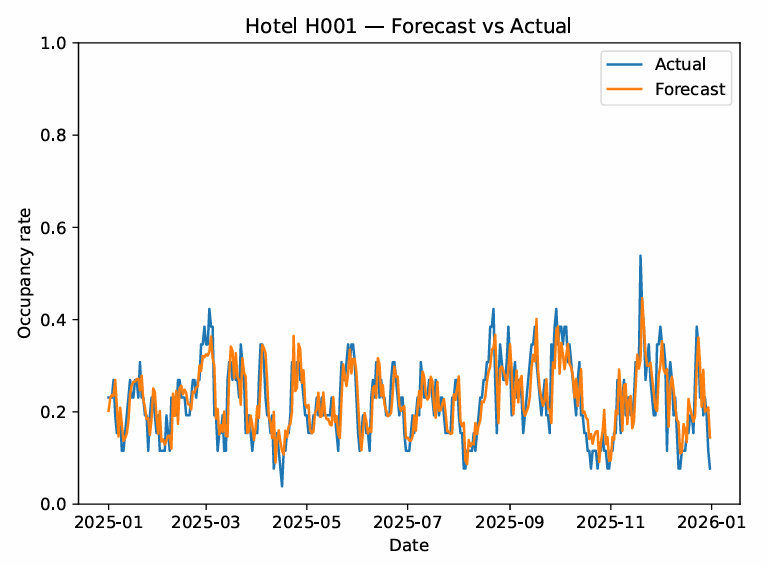 Hotel H001 — Forecast vs Actual
1.0
0.8
0.6
0.4
0.2
0.0
Occupancy rate
Actual
Forecast
2025-01 2025-03 2025-05 2025-07 2025-09 2025-11 2026-01
Date